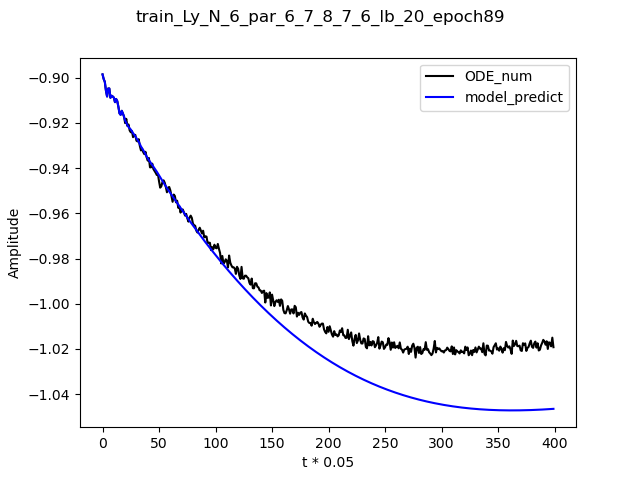 train_Ly_N_6_par_6_7_8_7_6_lb_20_epoch89
ODE_num
model_predict
−0.90
−0.92
−0.94
−0.96
−0.98
−1.00
−1.02
−1.04
Amplitude
0 50 100 150 200 250 300 350 400
t * 0.05